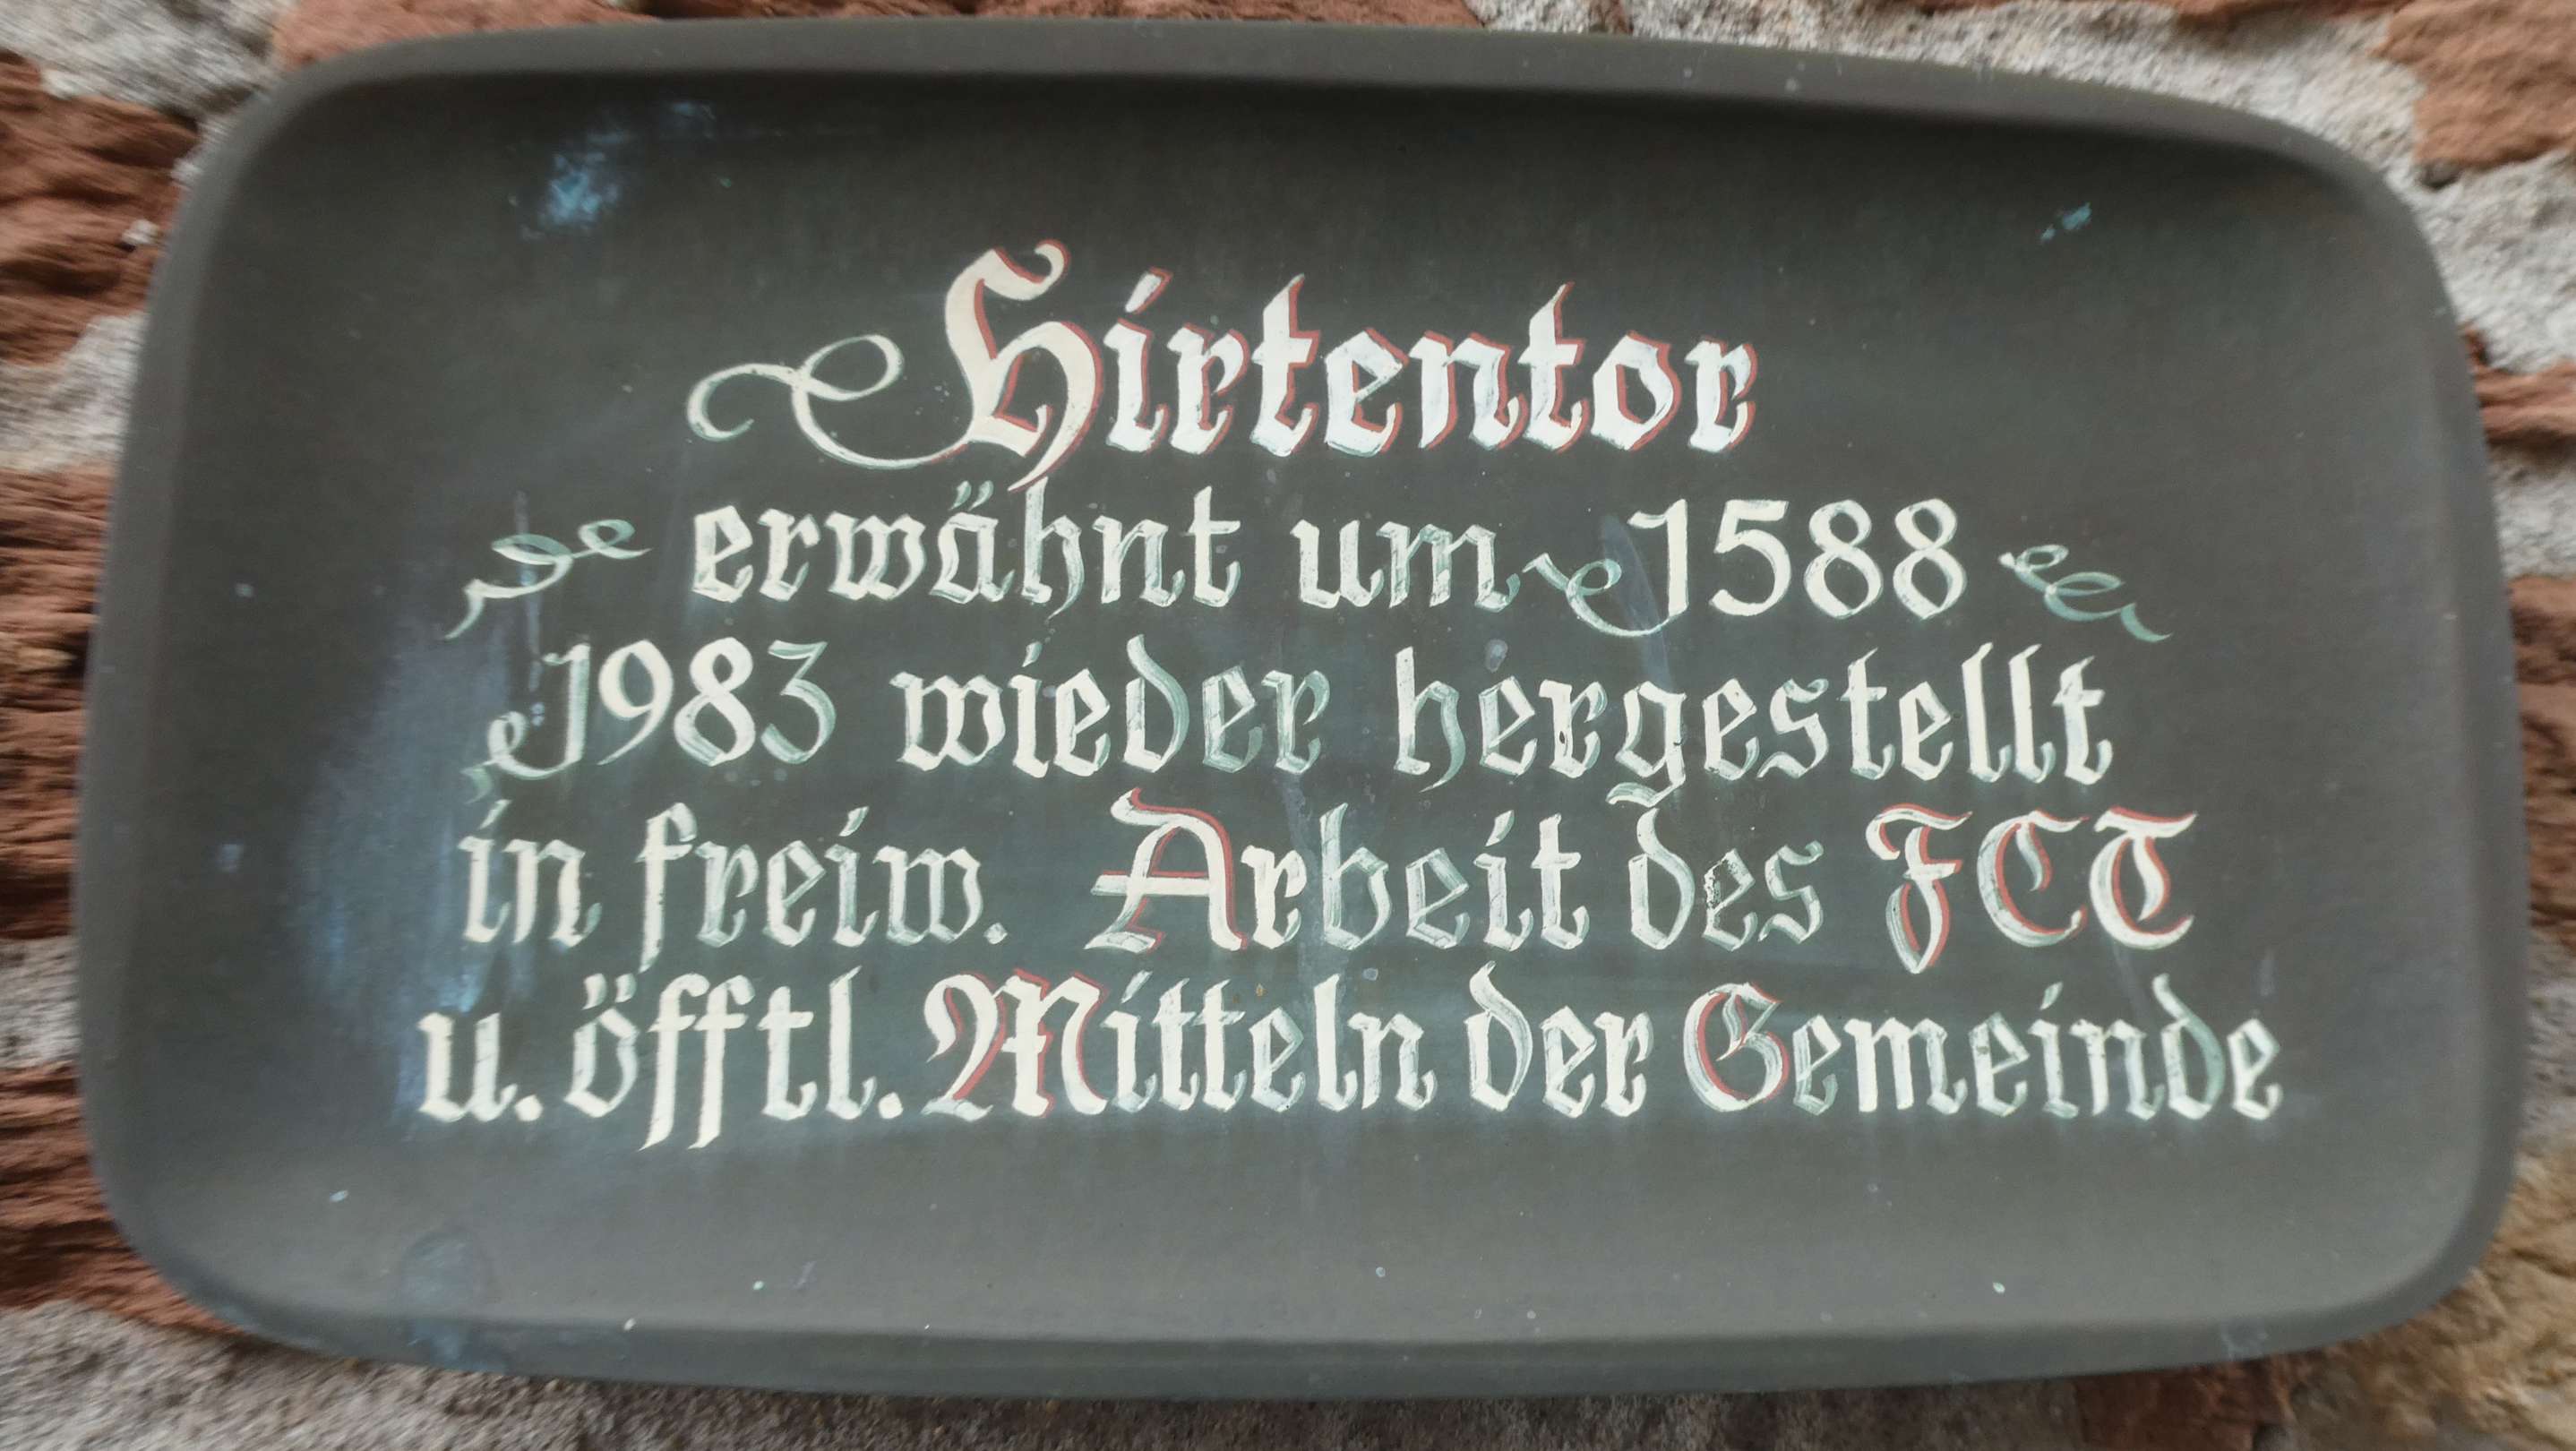 Hirtentor
erwähnt um 1588
1983 wieder hergestellt
in freiw. Arbeit des FCT
u. öfftl. Mitteln der Gemeinde